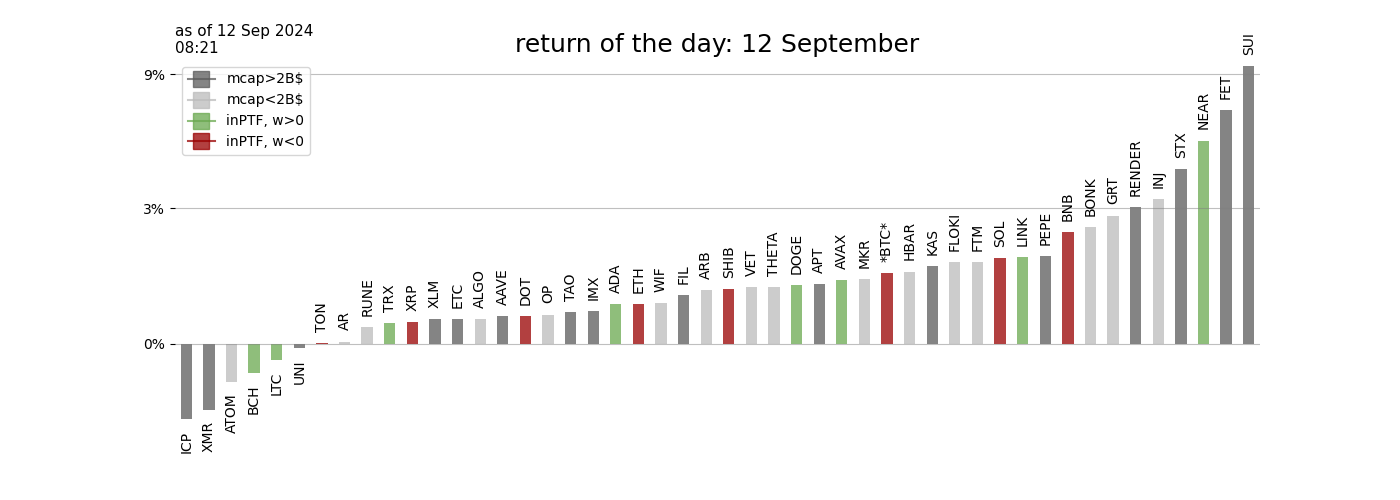 as of 12 Sep 2024
08:21
return of the day: 12 September
mcap>2B$
mcap<2B$
inPTF, w>0
inPTF, w<0
9%
3%
0%
ICP
XMR
ATOM
BCH
LTC
UNI
TON
AR
RUNE
TRX
XRP
XLM
ETC
ALGO
AAVE
DOT
OP
TAO
IMX
ADA
ETH
WIF
FIL
ARB
SHIB
VET
THETA
DOGE
APT
AVAX
MKR
*BTC*
HBAR
KAS
FLOKI
FTM
SOL
LINK
PEPE
BNB
BONK
GRT
RENDER
INJ
STX
NEAR
FET
SUI